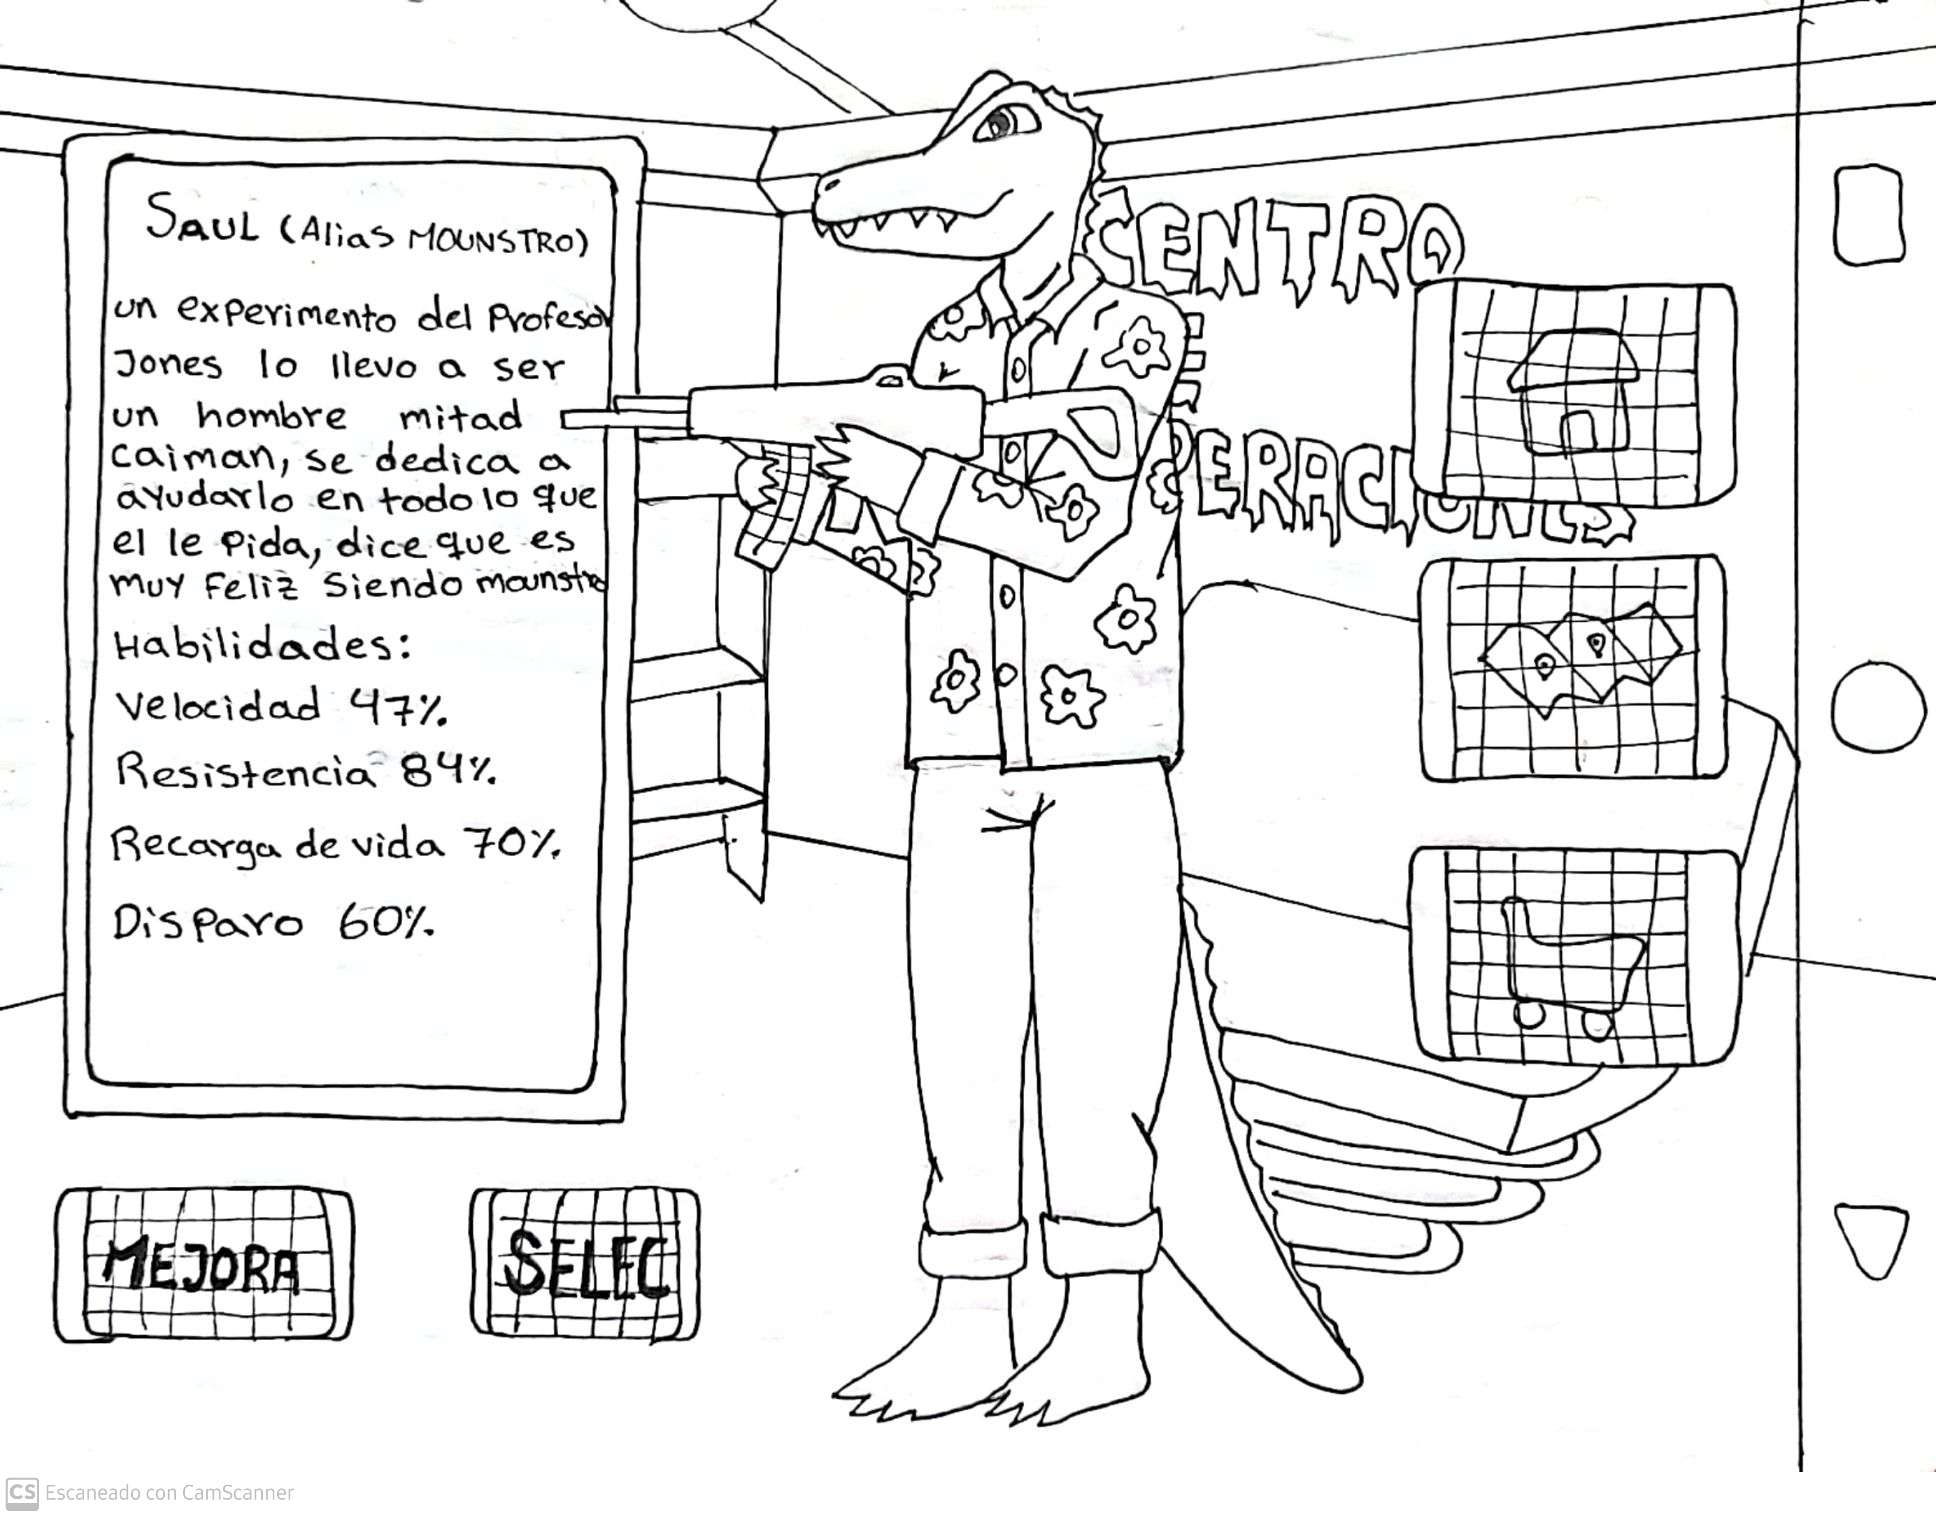 SAUL (Alias MOUNSTRO)
un experimento del Profesor
Jones lo llevo a ser
un hombre mitad
caiman, se dedica a
ayudarlo en todo lo que
el le Pida, dice que es
muy Feliz siendo mounstro
Habilidades:
Velocidad 47%
Resistencia 84%
Recarga de vida 70%
Disparo 60%
CENTRO
E
PERACIONES
MEJORA
SELEC
CS Escaneado con CamScanner